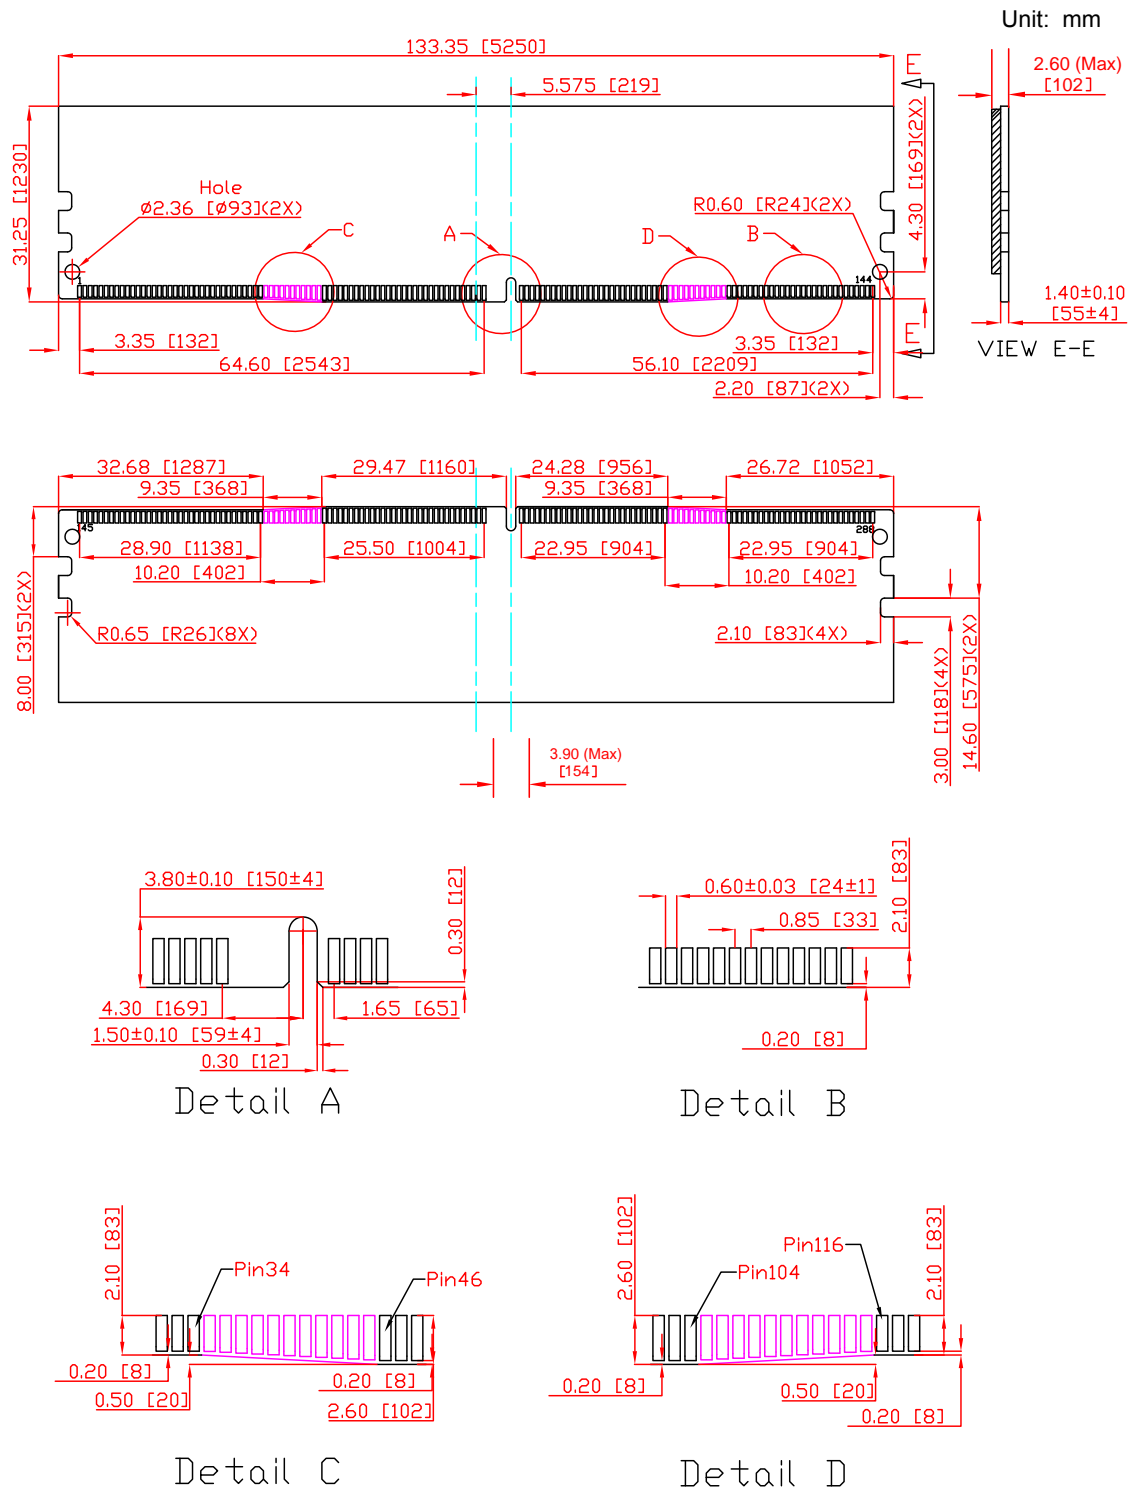 Unit: mm
133.35 [5250]
5.575 [219]
E
2.60 (Max)
[102]
31.25 [1230]
Hole
ø2.36 [ø93](2X)
C
A
D
B
R0.60 [R24](2X)
4.30 [169](2X)
1
144
3.35 [132]
64.60 [2543]
3.35 [132]
56.10 [2209]
2.20 [87](2X)
E
1.40±0.10
[55±4]
VIEW E-E
32.68 [1287]
29.47 [1160]
24.28 [956]
26.72 [1052]
9.35 [368]
9.35 [368]
145
288
28.90 [1138]
25.50 [1004]
22.95 [904]
22.95 [904]
10.20 [402]
10.20 [402]
8.00 [315](2X)
R0.65 [R26](8X)
2.10 [83](4X)
3.00 [118](4X)
14.60 [575](2X)
3.90 (Max)
[154]
3.80±0.10 [150±4]
0.30 [12]
4.30 [169]
1.65 [65]
1.50±0.10 [59±4]
0.30 [12]
Detail A
0.60±0.03 [24±1]
2.10 [83]
0.85 [33]
0.20 [8]
Detail B
2.10 [83]
Pin34
Pin46
0.20 [8]
0.50 [20]
0.20 [8]
2.60 [102]
Detail C
2.60 [102]
Pin116
Pin104
2.10 [83]
0.20 [8]
0.50 [20]
0.20 [8]
Detail D